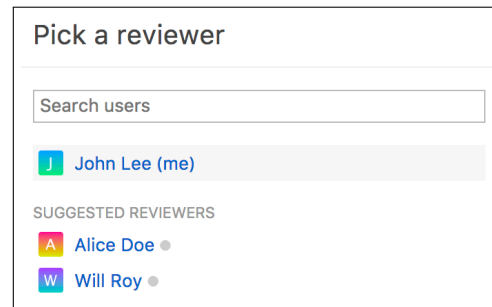 Pick a reviewer
Search users
J John Lee (me)
SUGGESTED REVIEWERS
A Alice Doe
W Will Roy